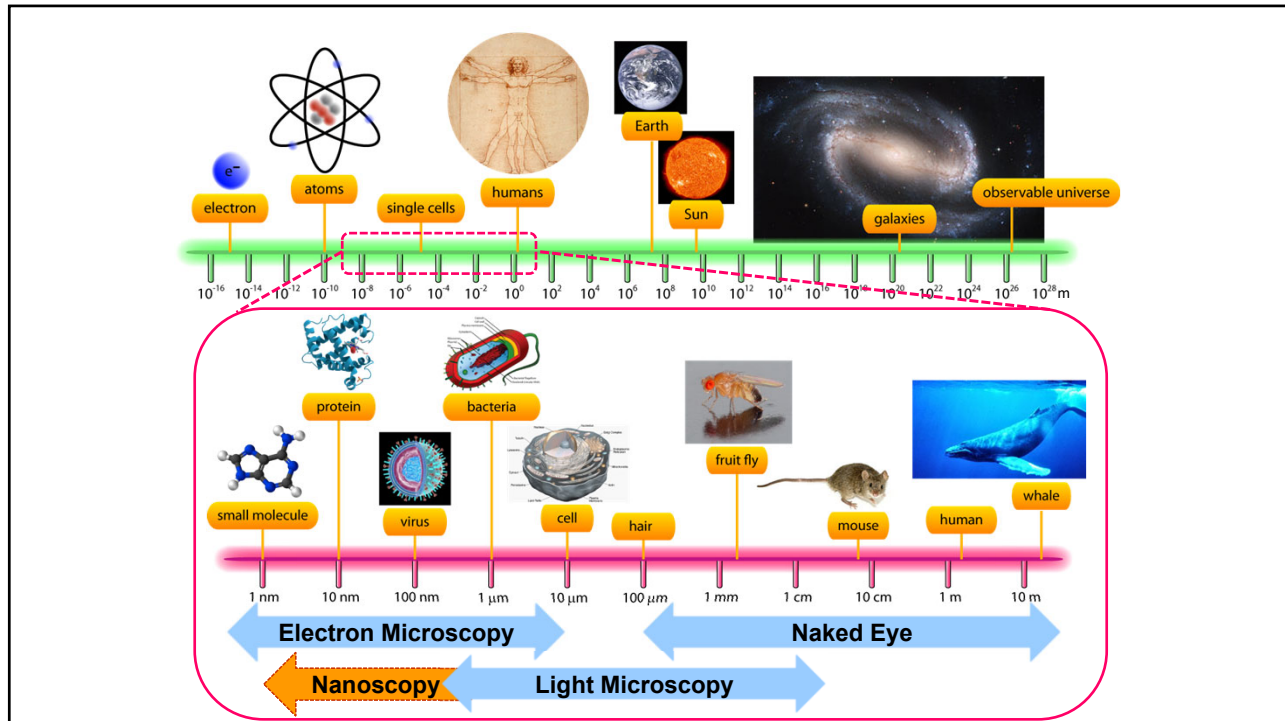 Earth
e⁻
atoms
humans
electron
single cells
Sun
galaxies
observable universe
10⁻¹⁶ 10⁻¹⁴ 10⁻¹² 10⁻¹⁰ 10⁻⁸ 10⁻⁶ 10⁻⁴ 10⁻² 10⁰ 10² 10⁴ 10⁶ 10⁸ 10¹⁰ 10¹² 10¹⁴ 10¹⁶ 10¹⁸ 10²⁰ 10²² 10²⁴ 10²⁶ 10²⁸ m
protein
bacteria
fruit fly
whale
small molecule
virus
cell
hair
mouse
human
1 nm 10 nm 100 nm 1 μm 10 μm 100 μm 1 mm 1 cm 10 cm 1 m 10 m
Electron Microscopy
Naked Eye
Nanoscopy
Light Microscopy